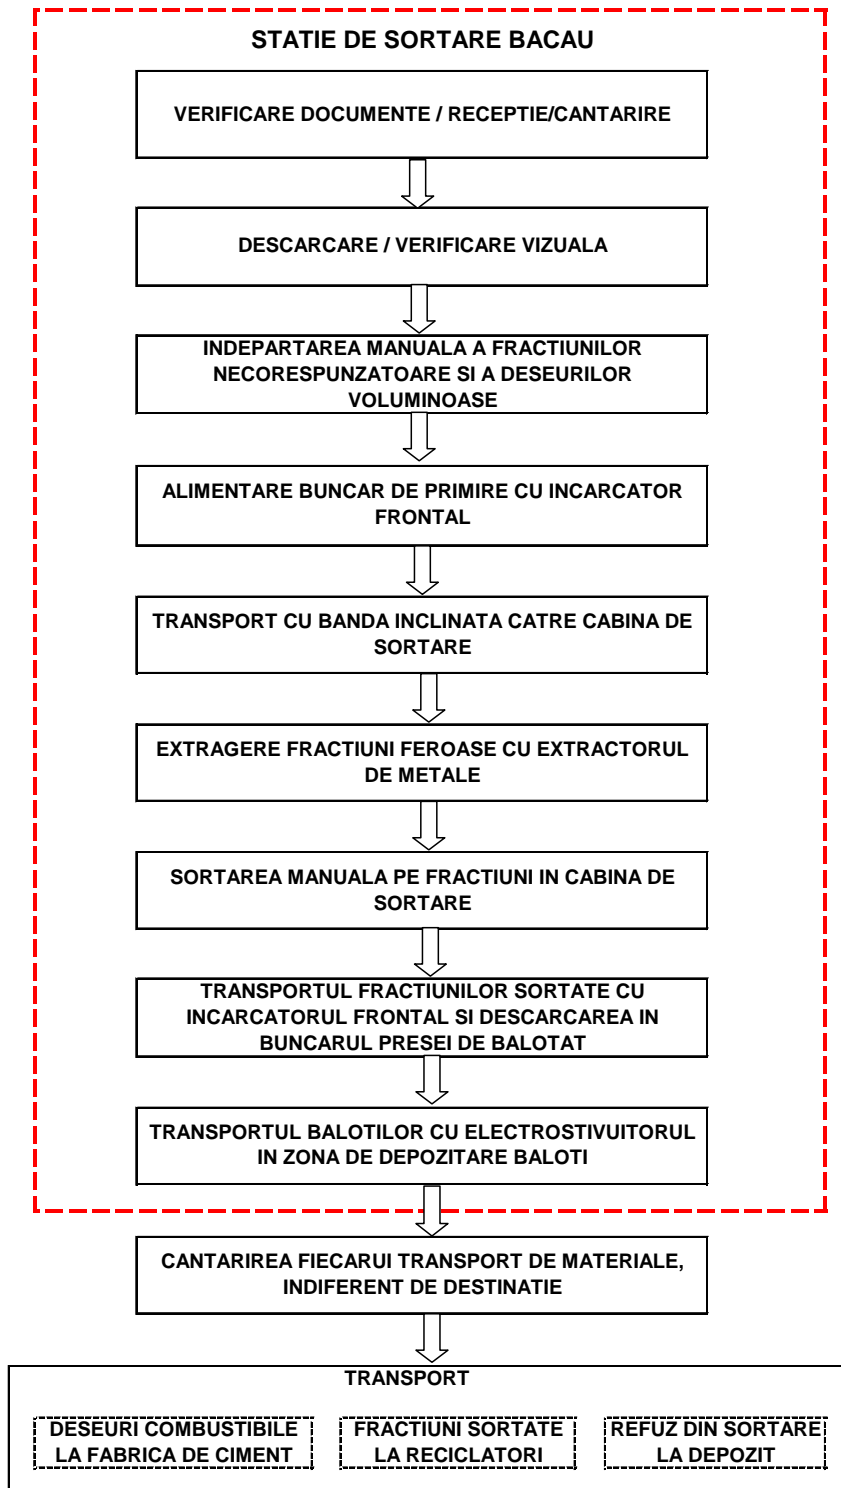 STATIE DE SORTARE BACAU
VERIFICARE DOCUMENTE / RECEPTIE/CANTARIRE
DESCARCARE / VERIFICARE VIZUALA
INDEPARTAREA MANUALA A FRACTIUNILOR
NECORESPUNZATOARE SI A DESEURILOR
VOLUMINOASE
ALIMENTARE BUNCAR DE PRIMIRE CU INCARCATOR
FRONTAL
TRANSPORT CU BANDA INCLINATA CATRE CABINA DE
SORTARE
EXTRAGERE FRACTIUNI FEROASE CU EXTRACTORUL
DE METALE
SORTAREA MANUALA PE FRACTIUNI IN CABINA DE
SORTARE
TRANSPORTUL FRACTIUNILOR SORTATE CU
INCARCATORUL FRONTAL SI DESCARCAREA IN
BUNCARUL PRESEI DE BALOTAT
TRANSPORTUL BALOTILOR CU ELECTROSTIVUITORUL
IN ZONA DE DEPOZITARE BALOTI
CANTARIREA FIECARUI TRANSPORT DE MATERIALE,
INDIFERENT DE DESTINATIE
TRANSPORT
DESEURI COMBUSTIBILE
LA FABRICA DE CIMENT
FRACTIUNI SORTATE
LA RECICLATORI
REFUZ DIN SORTARE
LA DEPOZIT